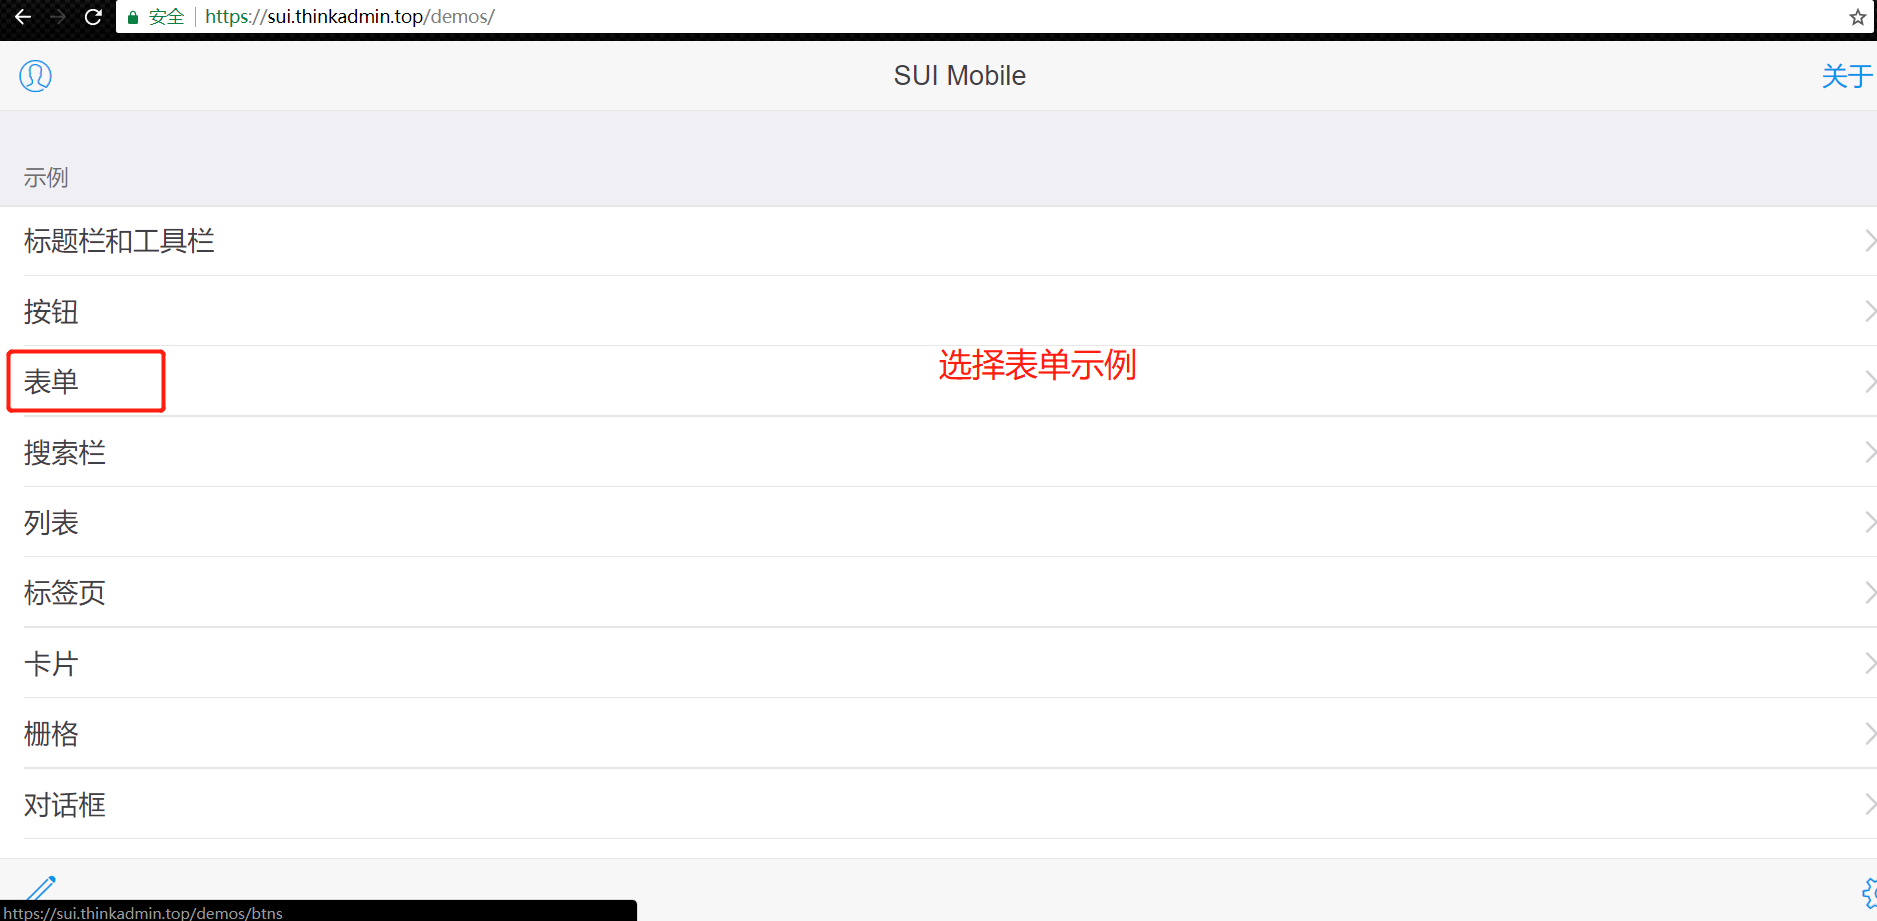 安全 https://sui.thinkadmin.top/demos/
SUI Mobile
关于
示例
标题栏和工具栏
按钮
选择表单示例
表单
搜索栏
列表
标签页
卡片
栅格
对话框
https://sui.thinkadmin.top/demos/btns